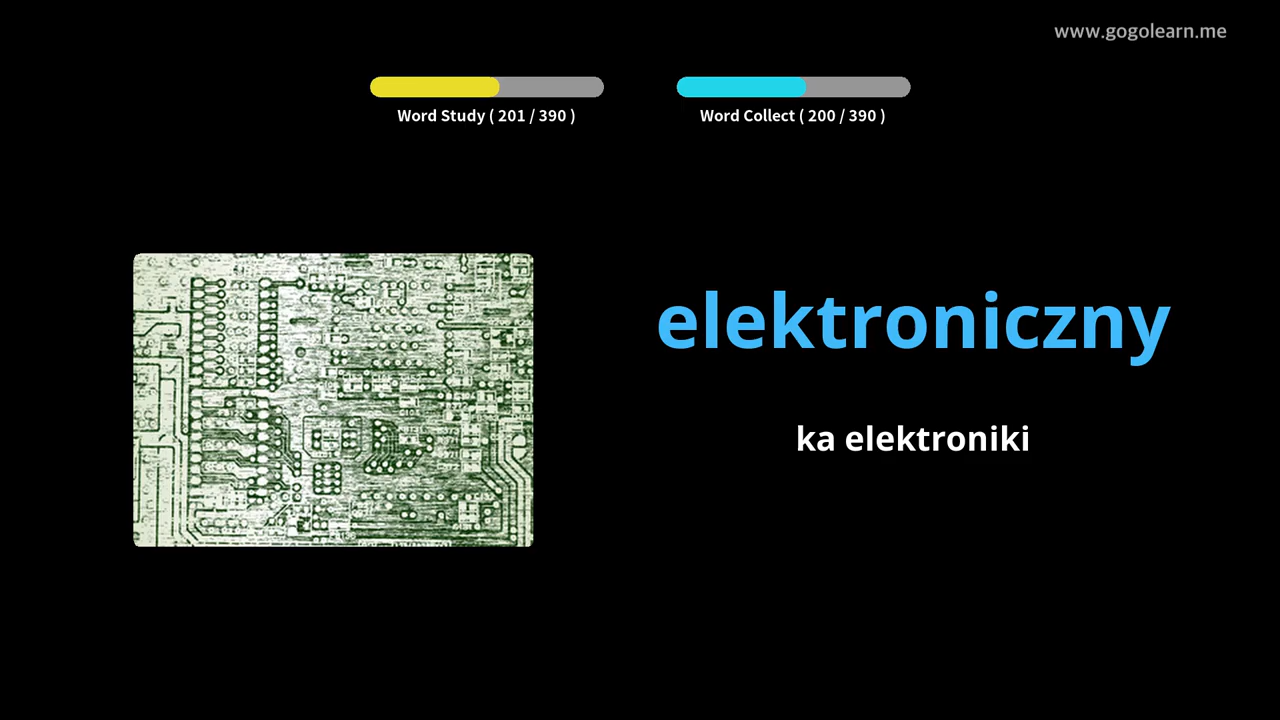 www.gogolearn.me
Word Study ( 201 / 390 )
Word Collect ( 200 / 390 )
elektroniczny
ka elektroniki